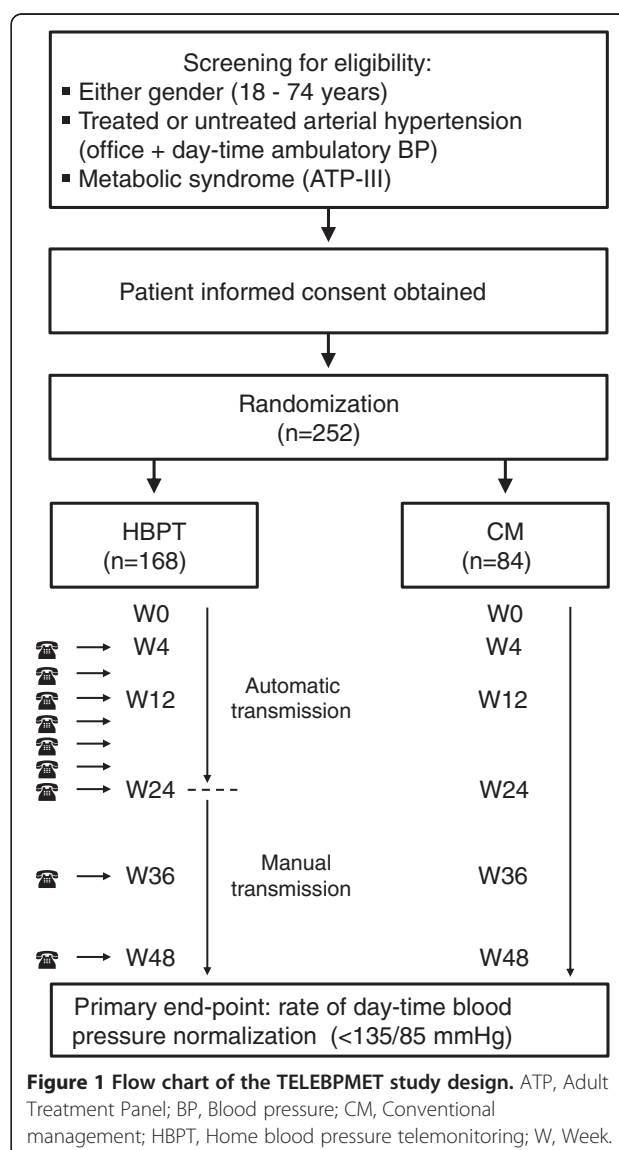 Screening for eligibility:
▪ Either gender (18 - 74 years)
▪ Treated or untreated arterial hypertension
(office + day-time ambulatory BP)
▪ Metabolic syndrome (ATP-III)
Patient informed consent obtained
Randomization
(n=252)
HBPT
(n=168)
CM
(n=84)
W0
W0
W4
W4
W12
Automatic
transmission
W12
W24
W24
W36
Manual
transmission
W36
W48
W48
Primary end-point: rate of day-time blood
pressure normalization (<135/85 mmHg)
Figure 1 Flow chart of the TELEBPMET study design. ATP, Adult
Treatment Panel; BP, Blood pressure; CM, Conventional
management; HBPT, Home blood pressure telemonitoring; W, Week.